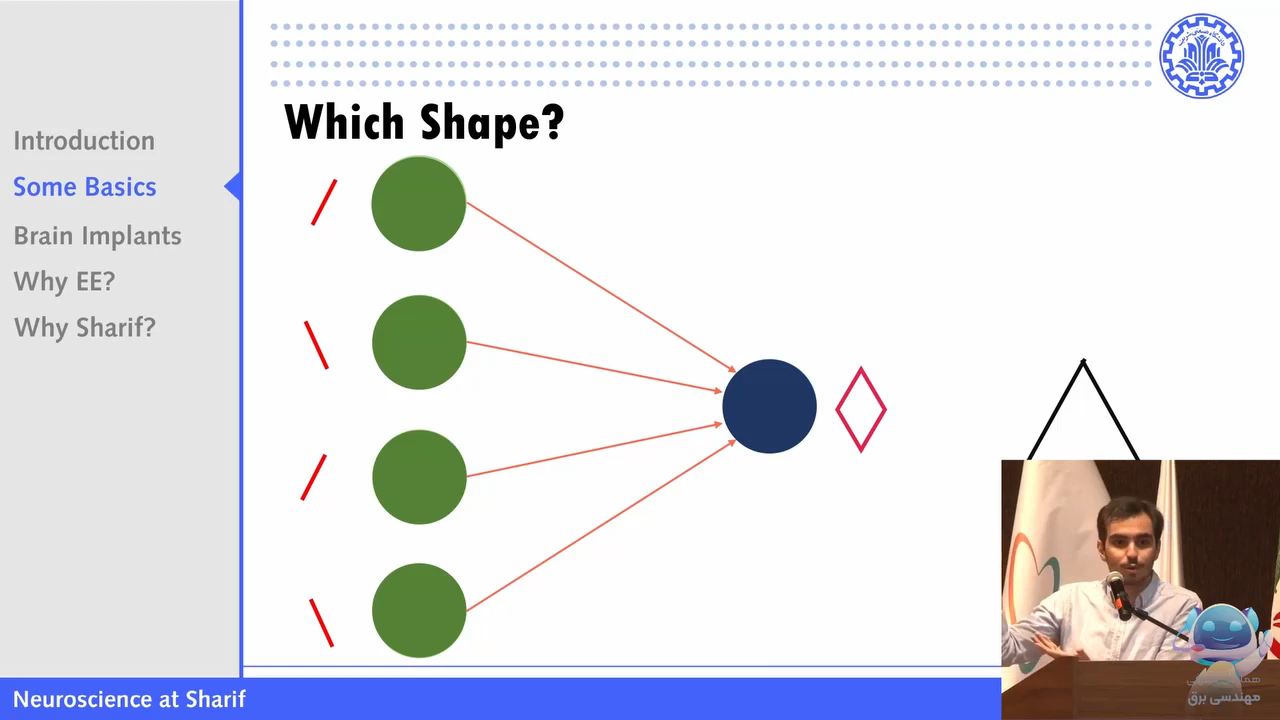 Which Shape?
Introduction
Some Basics
Brain Implants
Why EE?
Why Sharif?
Neuroscience at Sharif
مهندسی برق